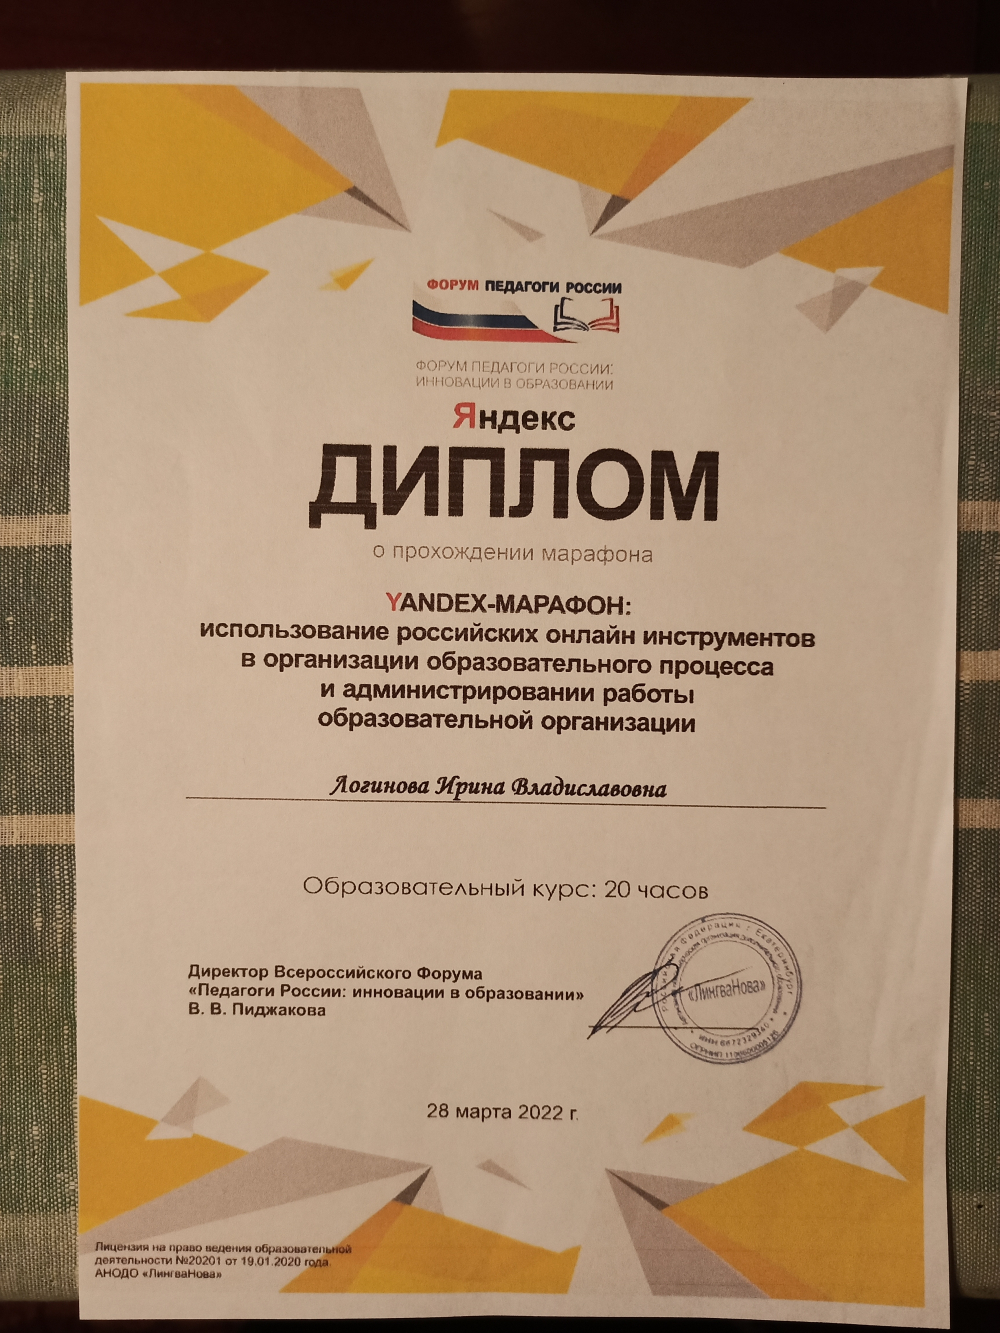 ФОРУМ ПЕДАГОГИ РОССИИ
ФОРУМ ПЕДАГОГИ РОССИИ:
ИННОВАЦИИ В ОБРАЗОВАНИИ
Яндекс
ДИПЛОМ
о прохождении марафона
YANDEX-МАРАФОН:
использование российских онлайн инструментов
в организации образовательного процесса
и администрировании работы
образовательной организации
Логинова Ирина Владиславовна
Образовательный курс: 20 часов
Директор Всероссийского Форума
«Педагоги России: инновации в образовании»
В. В. Пиджакова
Российская Федерация г. Екатеринбург
«ЛингваНова»
28 марта 2022 г.
Лицензия на право ведения образовательной
деятельности №20201 от 19.01.2020 года.
АНОДО «ЛингваНова»